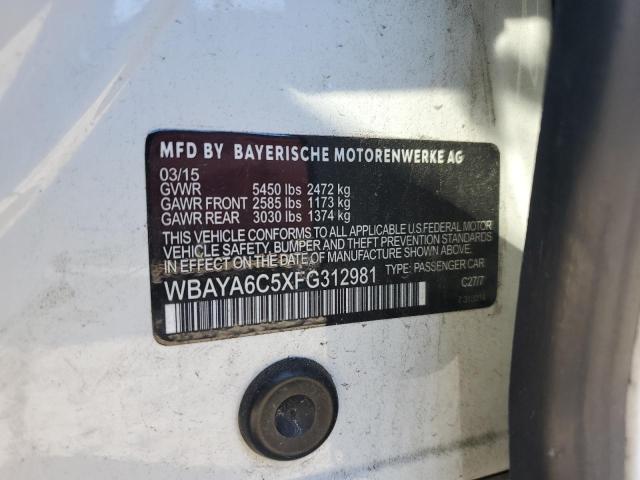 MFD BY BAYERISCHE MOTORENWERKE AG
03/15
GVWR 5450 lbs 2472 kg
GAWR FRONT 2585 lbs 1173 kg
GAWR REAR 3030 lbs 1374 kg
THIS VEHICLE CONFORMS TO ALL APPLICABLE U.S.FEDERAL MOTOR
VEHICLE SAFETY, BUMPER AND THEFT PREVENTION STANDARDS
IN EFFECT ON THE DATE OF MANUFACTURE SHOWN ABOVE.
WBAYA6C5XFG312981 TYPE: PASSENGER CAR
C27/7